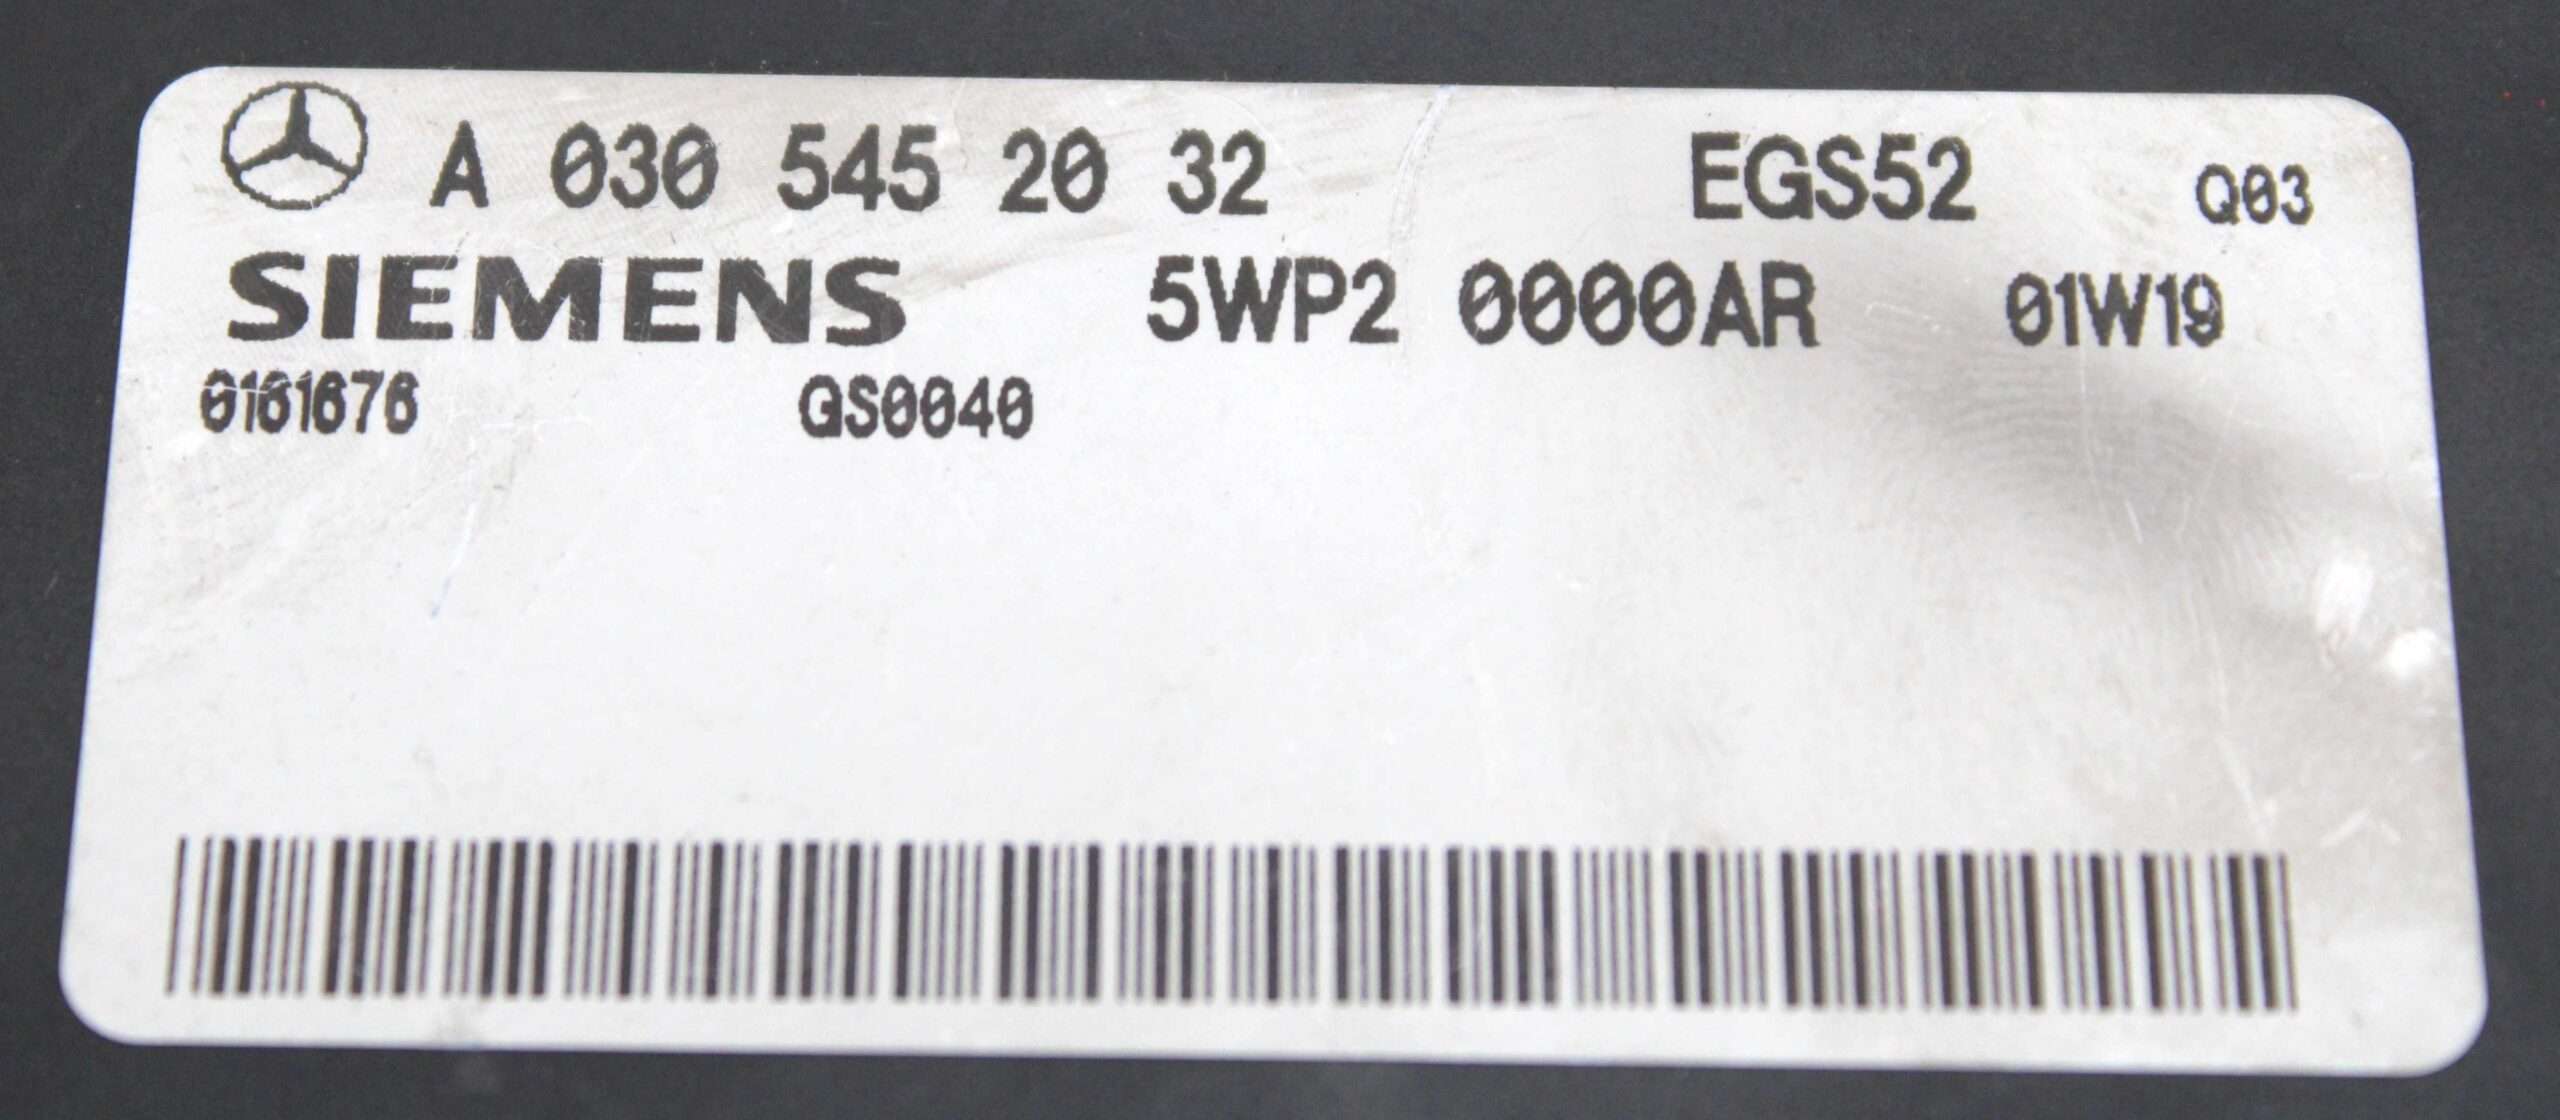 A 030 545 20 32 EGS52 Q03
SIEMENS 5WP2 0000AR 01W19
0161676 GS0040